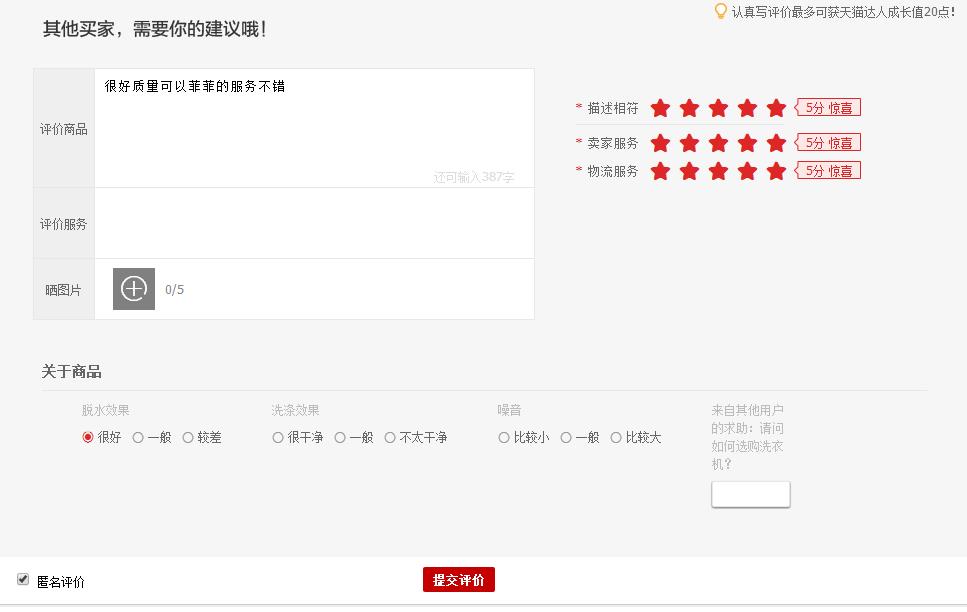 认真写评价最多可获天猫达人成长值20点!
其他买家，需要你的建议哦!
评价商品
很好质量可以菲菲的服务不错
还可输入387字
* 描述相符 5分 惊喜
* 卖家服务 5分 惊喜
* 物流服务 5分 惊喜
评价服务
晒图片
0/5
关于商品
脱水效果
很好 一般 较差
洗涤效果
很干净 一般 不太干净
噪音
比较小 一般 比较大
来自其他用户
的求助：请问
如何选购洗衣
机?
匿名评价
提交评价